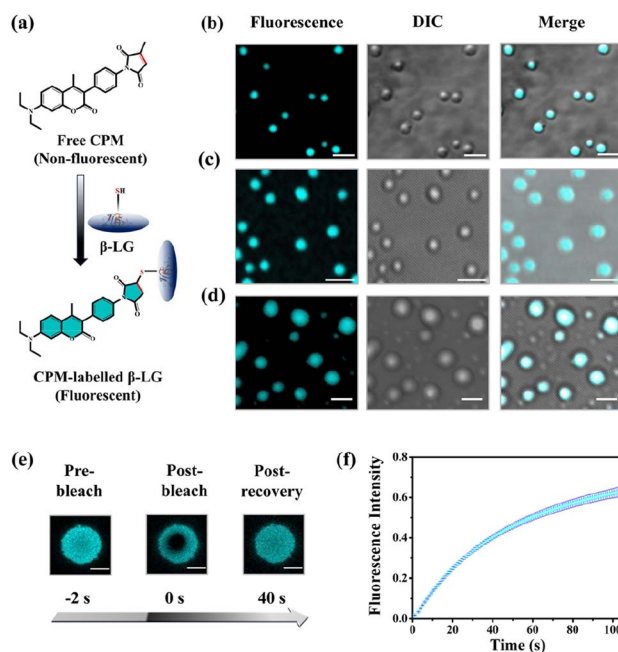 (a)
O
N
O
N
O
O
Free CPM
(Non-fluorescent)
SH
β-LG
O
S
N
O
N
O
O
CPM-labelled β-LG
(Fluorescent)
(b)
Fluorescence
DIC
Merge
(c)
(d)
(e)
Pre-
bleach
Post-
bleach
Post-
recovery
-2 s
0 s
40 s
(f)
Fluorescence Intensity
0.8
0.6
0.4
0.2
0.0
0
20
40
60
80
100
Time (s)